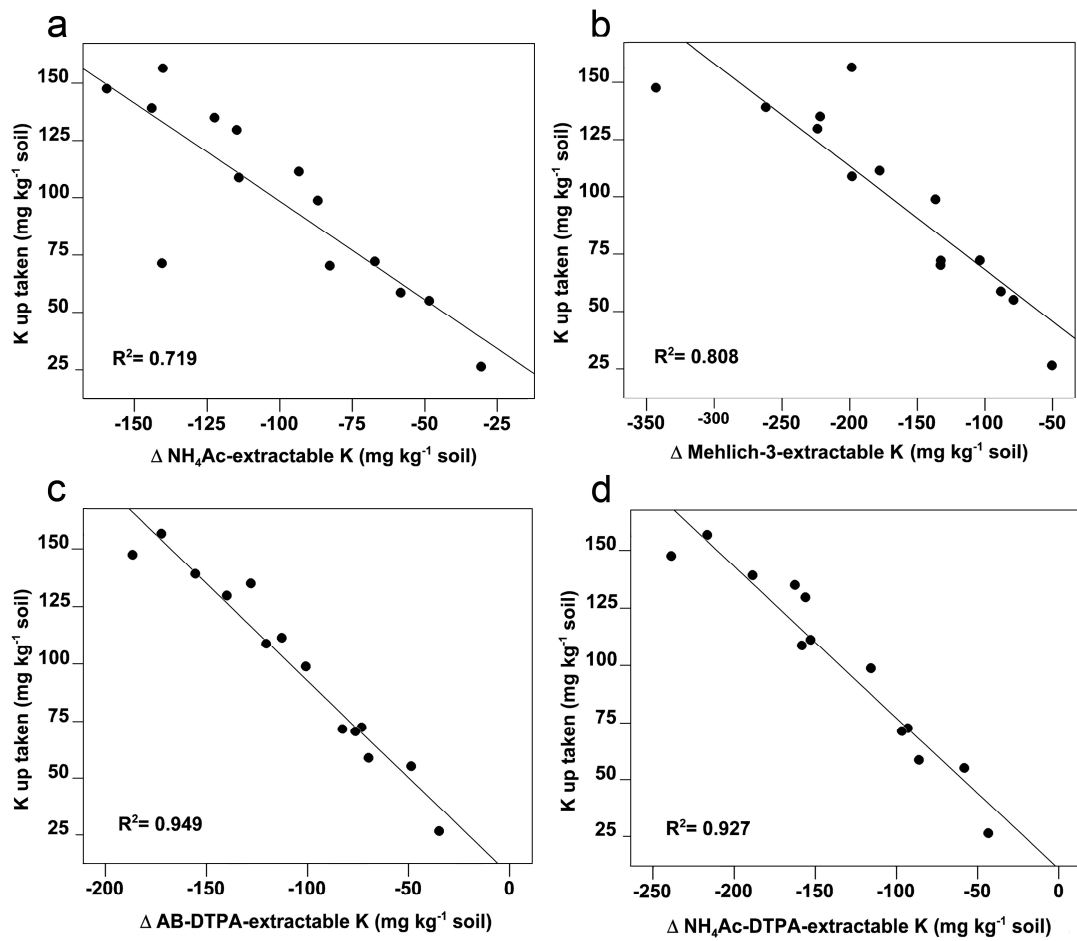 a
K up taken (mg kg⁻¹ soil)
150
125
100
75
50
25
R²= 0.719
-150 -125 -100 -75 -50 -25
Δ NH₄Ac-extractable K (mg kg⁻¹ soil)
b
K up taken (mg kg⁻¹ soil)
150
125
100
75
50
25
R²= 0.808
-350 -300 -250 -200 -150 -100 -50
Δ Mehlich-3-extractable K (mg kg⁻¹ soil)
c
K up taken (mg kg⁻¹ soil)
150
125
100
75
50
25
R²= 0.949
-200 -150 -100 -50 0
Δ AB-DTPA-extractable K (mg kg⁻¹ soil)
d
K up taken (mg kg⁻¹ soil)
150
125
100
75
50
25
R²= 0.927
-250 -200 -150 -100 -50 0
Δ NH₄Ac-DTPA-extractable K (mg kg⁻¹ soil)